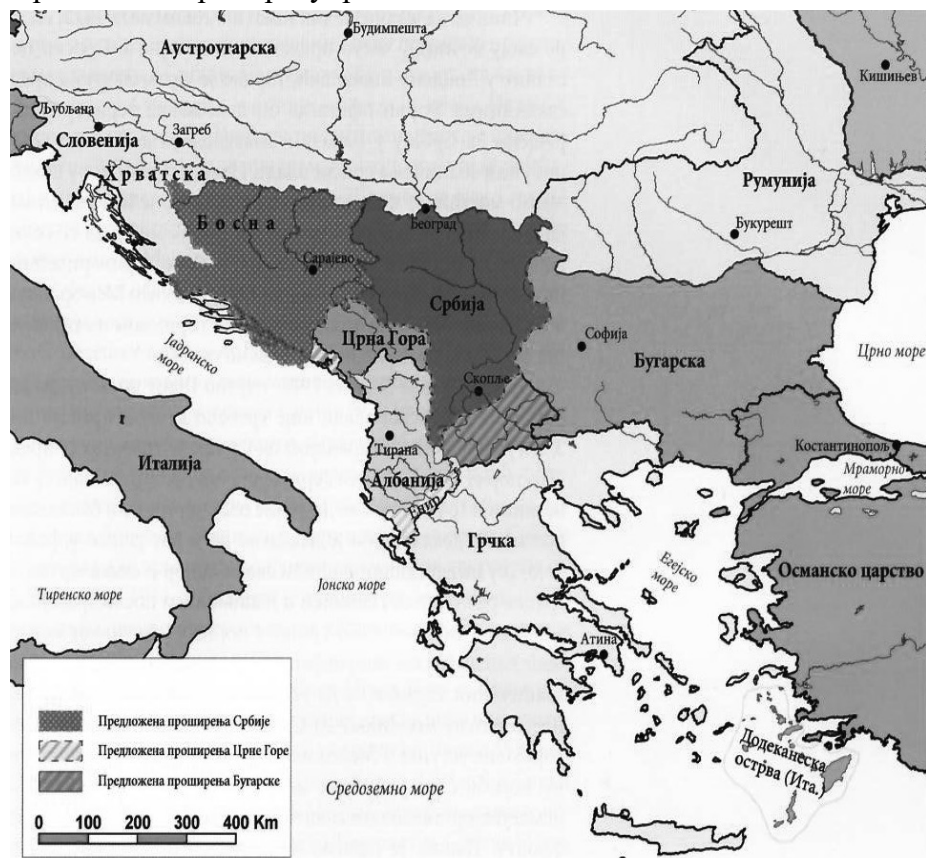 Аустроугарска
Будимпешта
Кишињев
Љубљана
Словенија
Загреб
Хрватска
Румунија
Босна
Београд
Букурешт
Сарајево
Србија
Црна Гора
Софија
Бугарска
Јадранско
море
Црно море
Скопље
Италија
Тирана
Костантинопољ
Мраморно
море
Албанија
Грчка
Егејско
море
Османско царство
Тиренско море
Јонско море
Атина
Предложена проширења Србије
Предложена проширења Црне Горе
Предложена проширења Бугарске
Додеканеска
острва (Ита,)
Средоземно море
0 100 200 300 400 Km